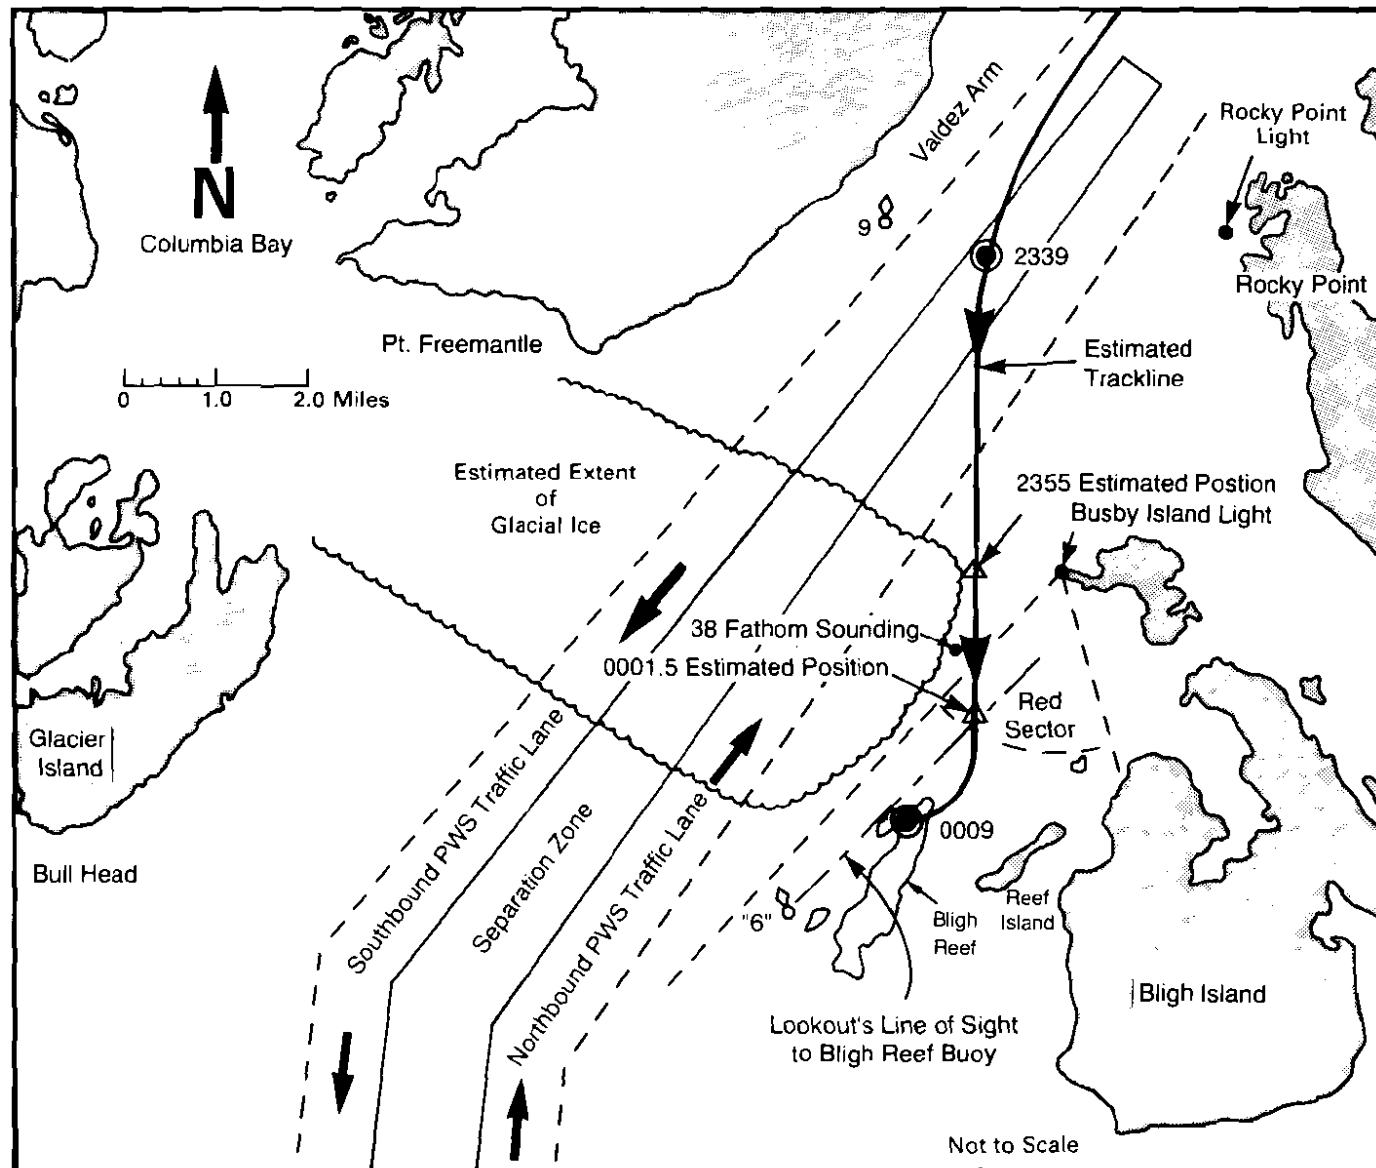 Valdez Arm
Rocky Point
Light
9
N
Columbia Bay
2339
Rocky Point
Pt. Freemantle
Estimated
Trackline
0 1.0 2.0 Miles
Estimated Extent
of
Glacial Ice
2355 Estimated Postion
Busby Island Light
38 Fathom Sounding
0001.5 Estimated Position
Red
Sector
Glacier
Island
Southbound PWS Traffic Lane
Separation Zone
Northbound PWS Traffic Lane
0009
Bull Head
"6"
Bligh
Reef
Reef
Island
Bligh Island
Lookout's Line of Sight
to Bligh Reef Buoy
Not to Scale